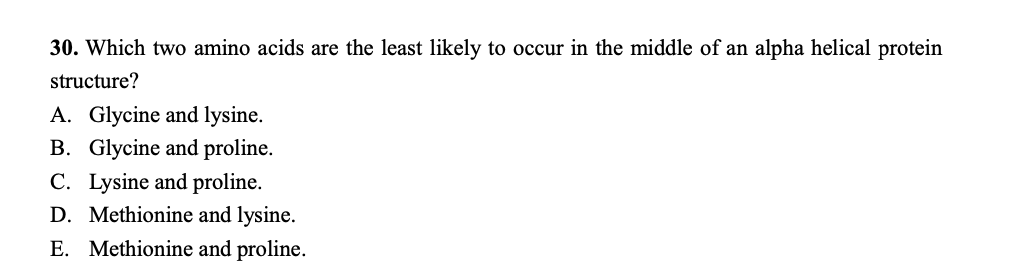 30. Which two amino acids are the least likely to occur in the middle of an alpha helical protein
structure?
A. Glycine and lysine.
B. Glycine and proline.
C. Lysine and proline.
D. Methionine and lysine.
E. Methionine and proline.